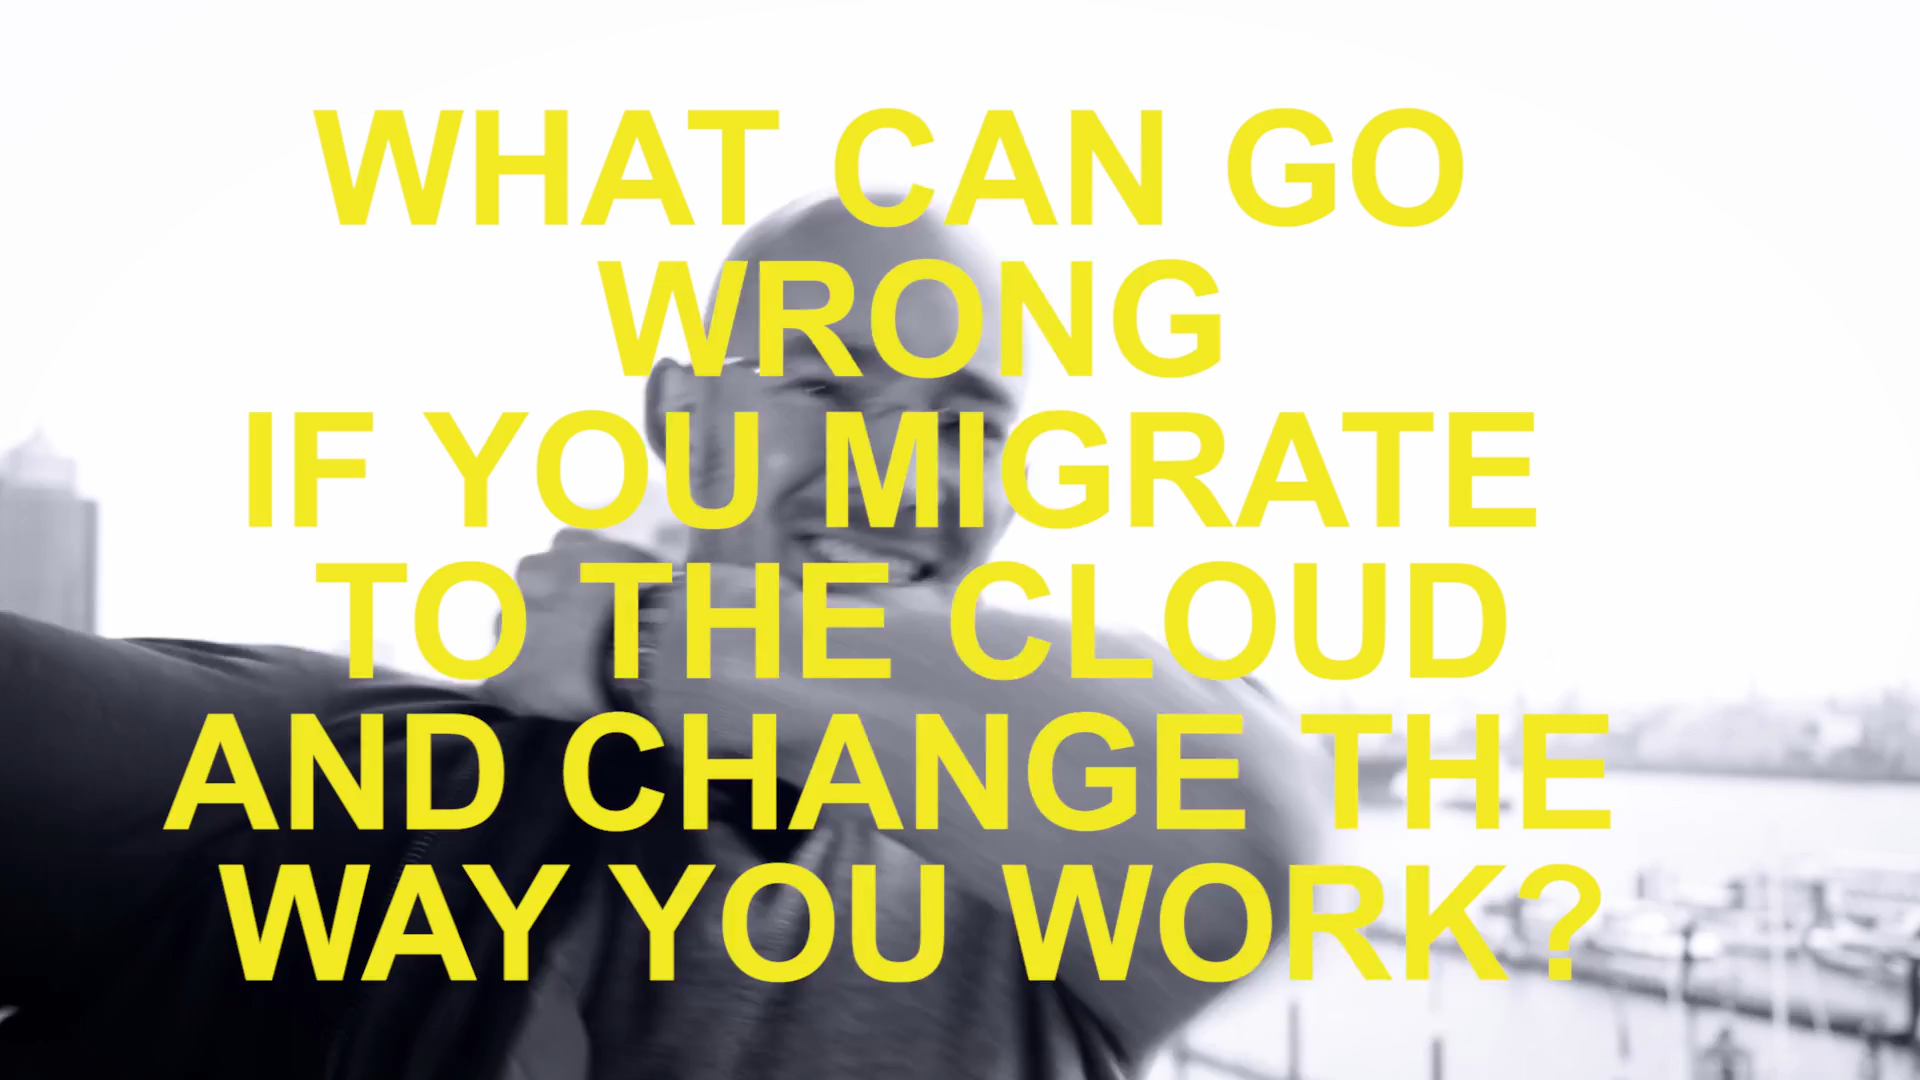 WHAT CAN GO
WRONG
IF YOU MIGRATE
TO THE CLOUD
AND CHANGE THE
WAY YOU WORK?